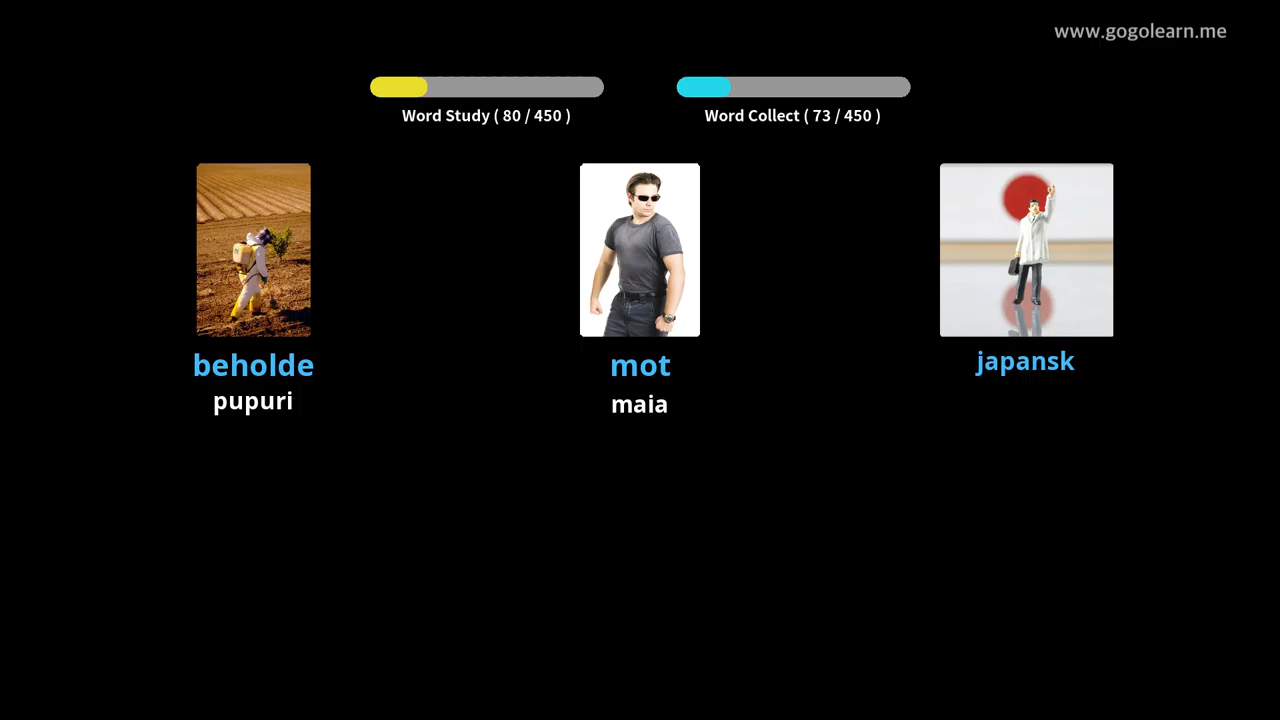 www.gogolearn.me
Word Study ( 80 / 450 )
Word Collect ( 73 / 450 )
beholde
pupuri
mot
maia
japansk